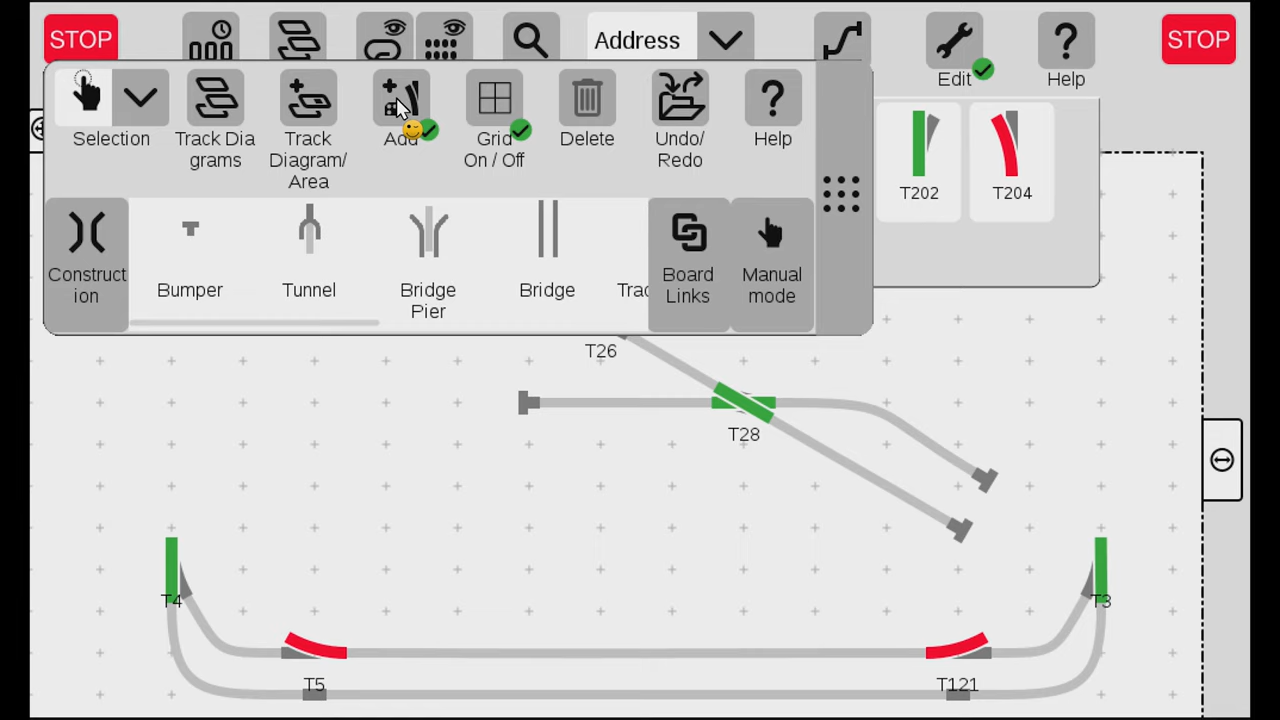 STOP
Address
STOP
Edit
Help
Selection
Track Dia
grams
Track
Diagram/
Area
Add
Grid
On / Off
Delete
Undo/
Redo
Help
T202
T204
Construct
ion
Bumper
Tunnel
Bridge
Pier
Bridge
Board
Links
Manual
mode
T26
T28
T4
T3
T5
T121